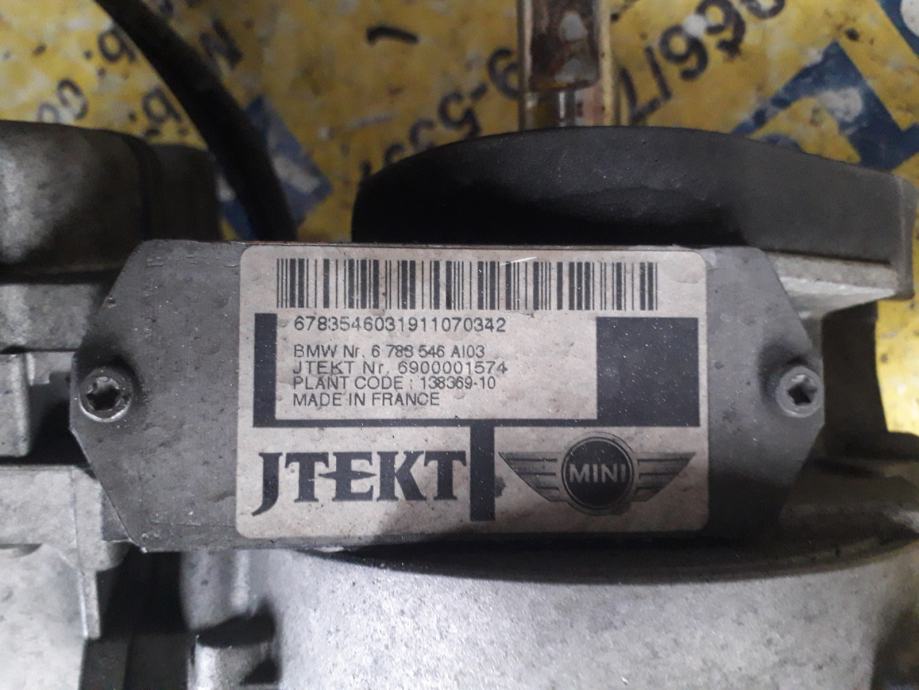 6783546031911070342
BMW Nr. 6 783 546 AI03
JTEKT Nr. 6900001574
PLANT CODE : 138369-10
MADE IN FRANCE
JTEKT
MINI